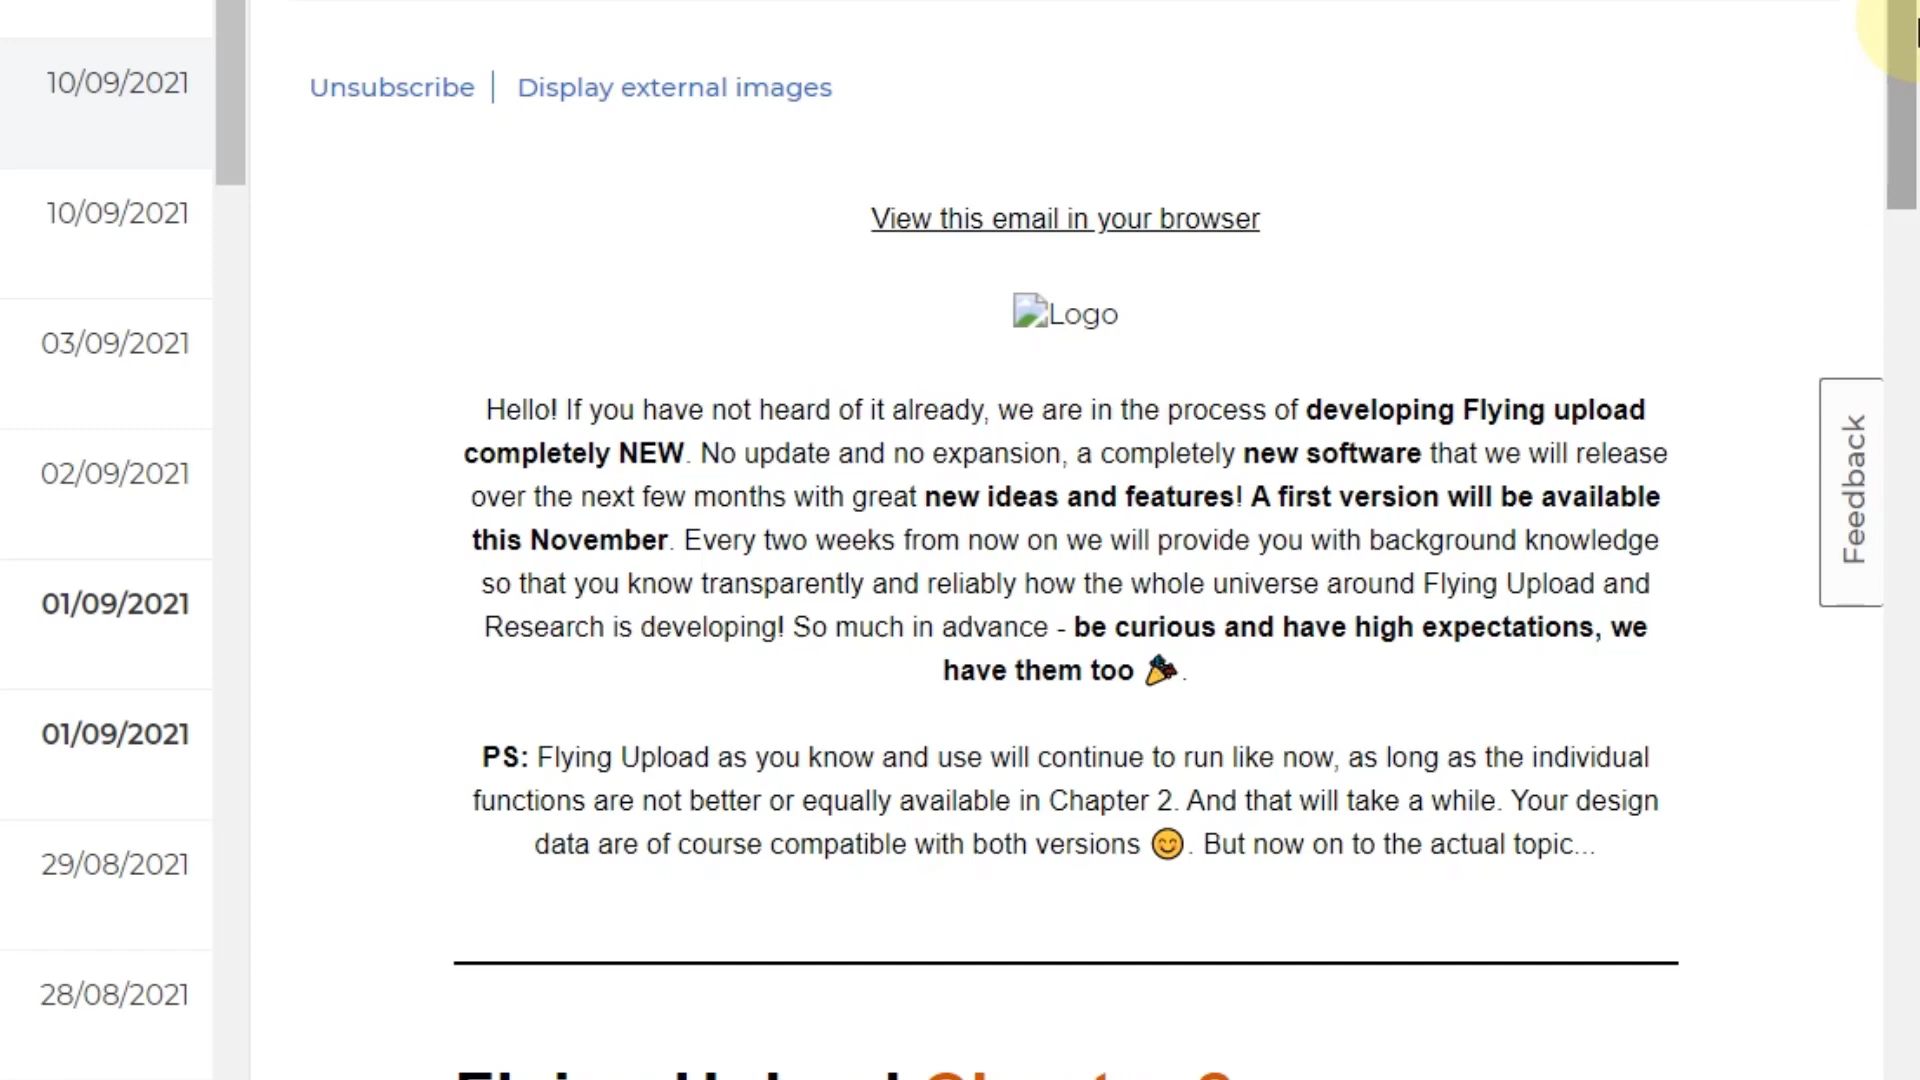 10/09/2021
10/09/2021
03/09/2021
02/09/2021
01/09/2021
01/09/2021
29/08/2021
28/08/2021
Unsubscribe | Display external images
View this email in your browser
Logo
Hello! If you have not heard of it already, we are in the process of developing Flying upload
completely NEW. No update and no expansion, a completely new software that we will release
over the next few months with great new ideas and features! A first version will be available
this November. Every two weeks from now on we will provide you with background knowledge
so that you know transparently and reliably how the whole universe around Flying Upload and
Research is developing! So much in advance - be curious and have high expectations, we
have them too 🎉.
PS: Flying Upload as you know and use will continue to run like now, as long as the individual
functions are not better or equally available in Chapter 2. And that will take a while. Your design
data are of course compatible with both versions 😊. But now on to the actual topic...
Feedback